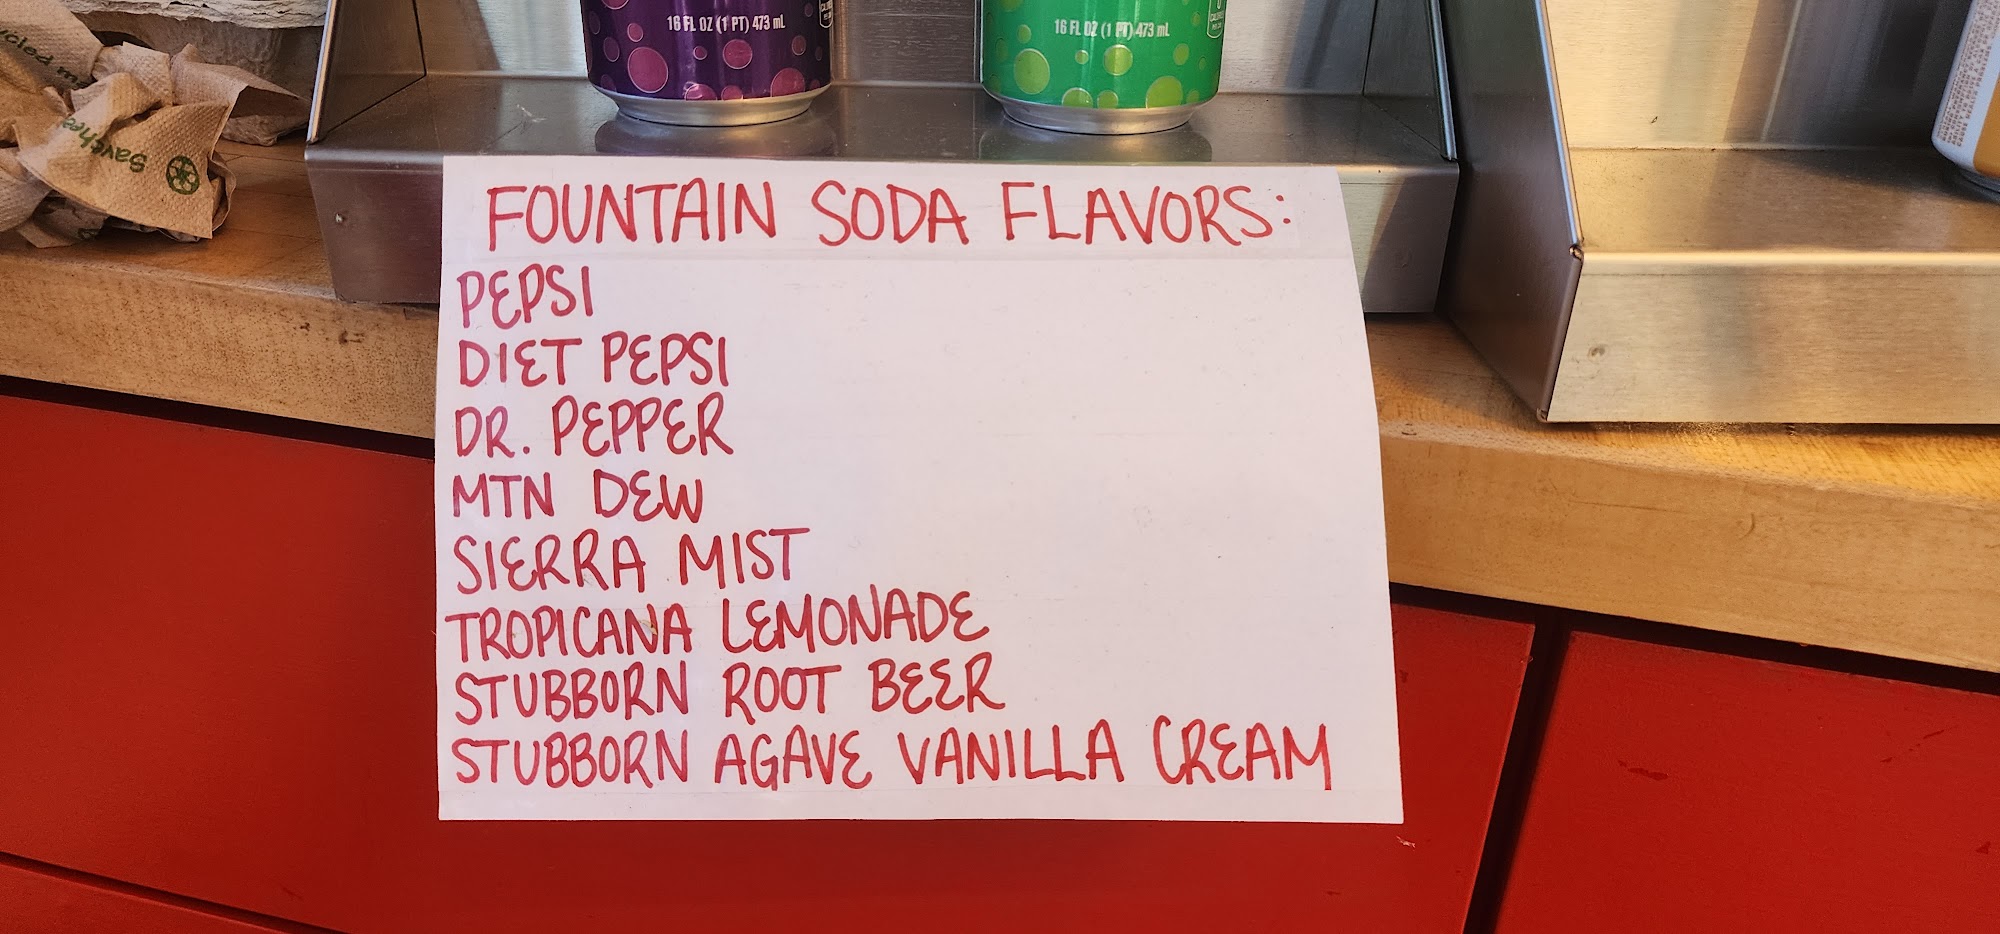 16 FL OZ (1 PT) 473 mL
16 FL OZ (1 PT) 473 mL
FOUNTAIN SODA FLAVORS:
PEPSI
DIET PEPSI
DR. PEPPER
MTN DEW
SIERRA MIST
TROPICANA LEMONADE
STUBBORN ROOT BEER
STUBBORN AGAVE VANILLA CREAM